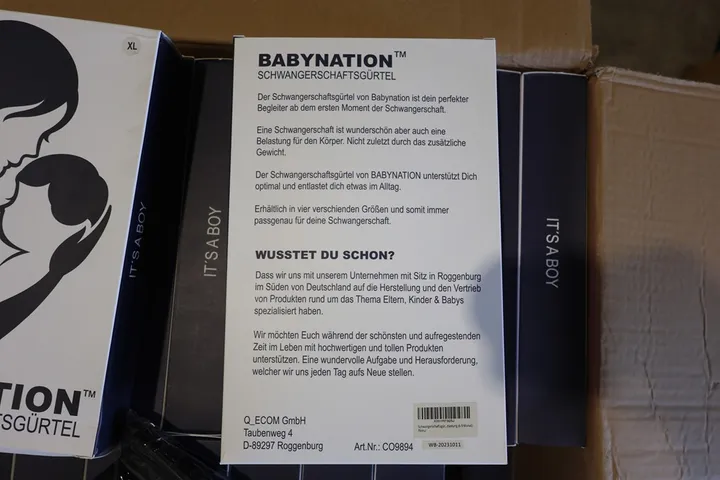 XL
NATION™
TSGÜRTEL
IT'S A BOY
IT'S A BOY
BABYNATION™
SCHWANGERSCHAFTSGÜRTEL
Der Schwangerschaftsgürtel von Babynation ist dein perfekter
Begleiter ab dem ersten Moment der Schwangerschaft.
Eine Schwangerschaft ist wunderschön aber auch eine
Belastung für den Körper. Nicht zuletzt durch das zusätzliche
Gewicht.
Der Schwangerschaftsgürtel von BABYNATION unterstützt Dich
optimal und entlastet dich etwas im Alltag.
Erhältlich in vier verschienden Größen und somit immer
passgenau für deine Schwangerschaft.
WUSSTET DU SCHON?
Dass wir uns mit unserem Unternehmen mit Sitz in Roggenburg
im Süden von Deutschland auf die Herstellung und den Vertrieb
von Produkten rund um das Thema Eltern, Kinder & Babys
spezialisiert haben.
Wir möchten Euch während der schönsten und aufregestenden
Zeit im Leben mit hochwertigen und tollen Produkten
unterstützen. Eine wundervolle Aufgabe und Herausforderung,
welcher wir uns jeden Tag aufs Neue stellen.
Q_ECOM GmbH
Taubenweg 4
D-89297 Roggenburg
Art.Nr.: CO9894
WB-20231011
IT'S A BOY